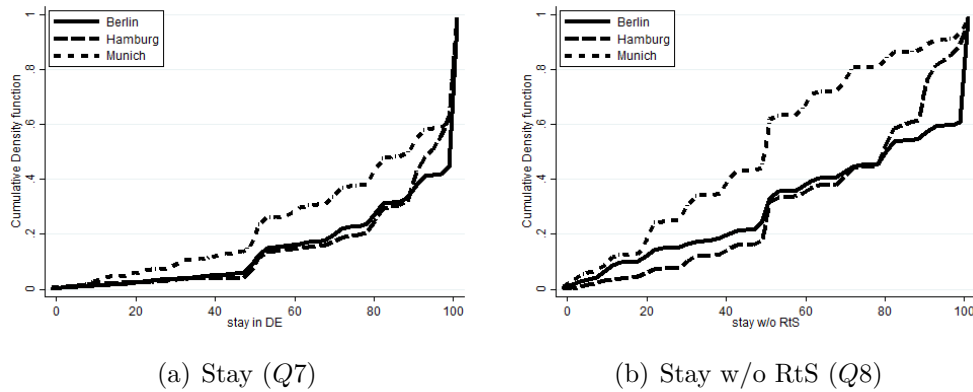 Berlin
Hamburg
Munich
Cumulative Density function
0 .2 .4 .6 .8 1
0 20 40 60 80 100
stay in DE
(a) Stay (Q7)
Berlin
Hamburg
Munich
Cumulative Density function
0 .2 .4 .6 .8 1
0 20 40 60 80 100
stay w/o RtS
(b) Stay w/o RtS (Q8)